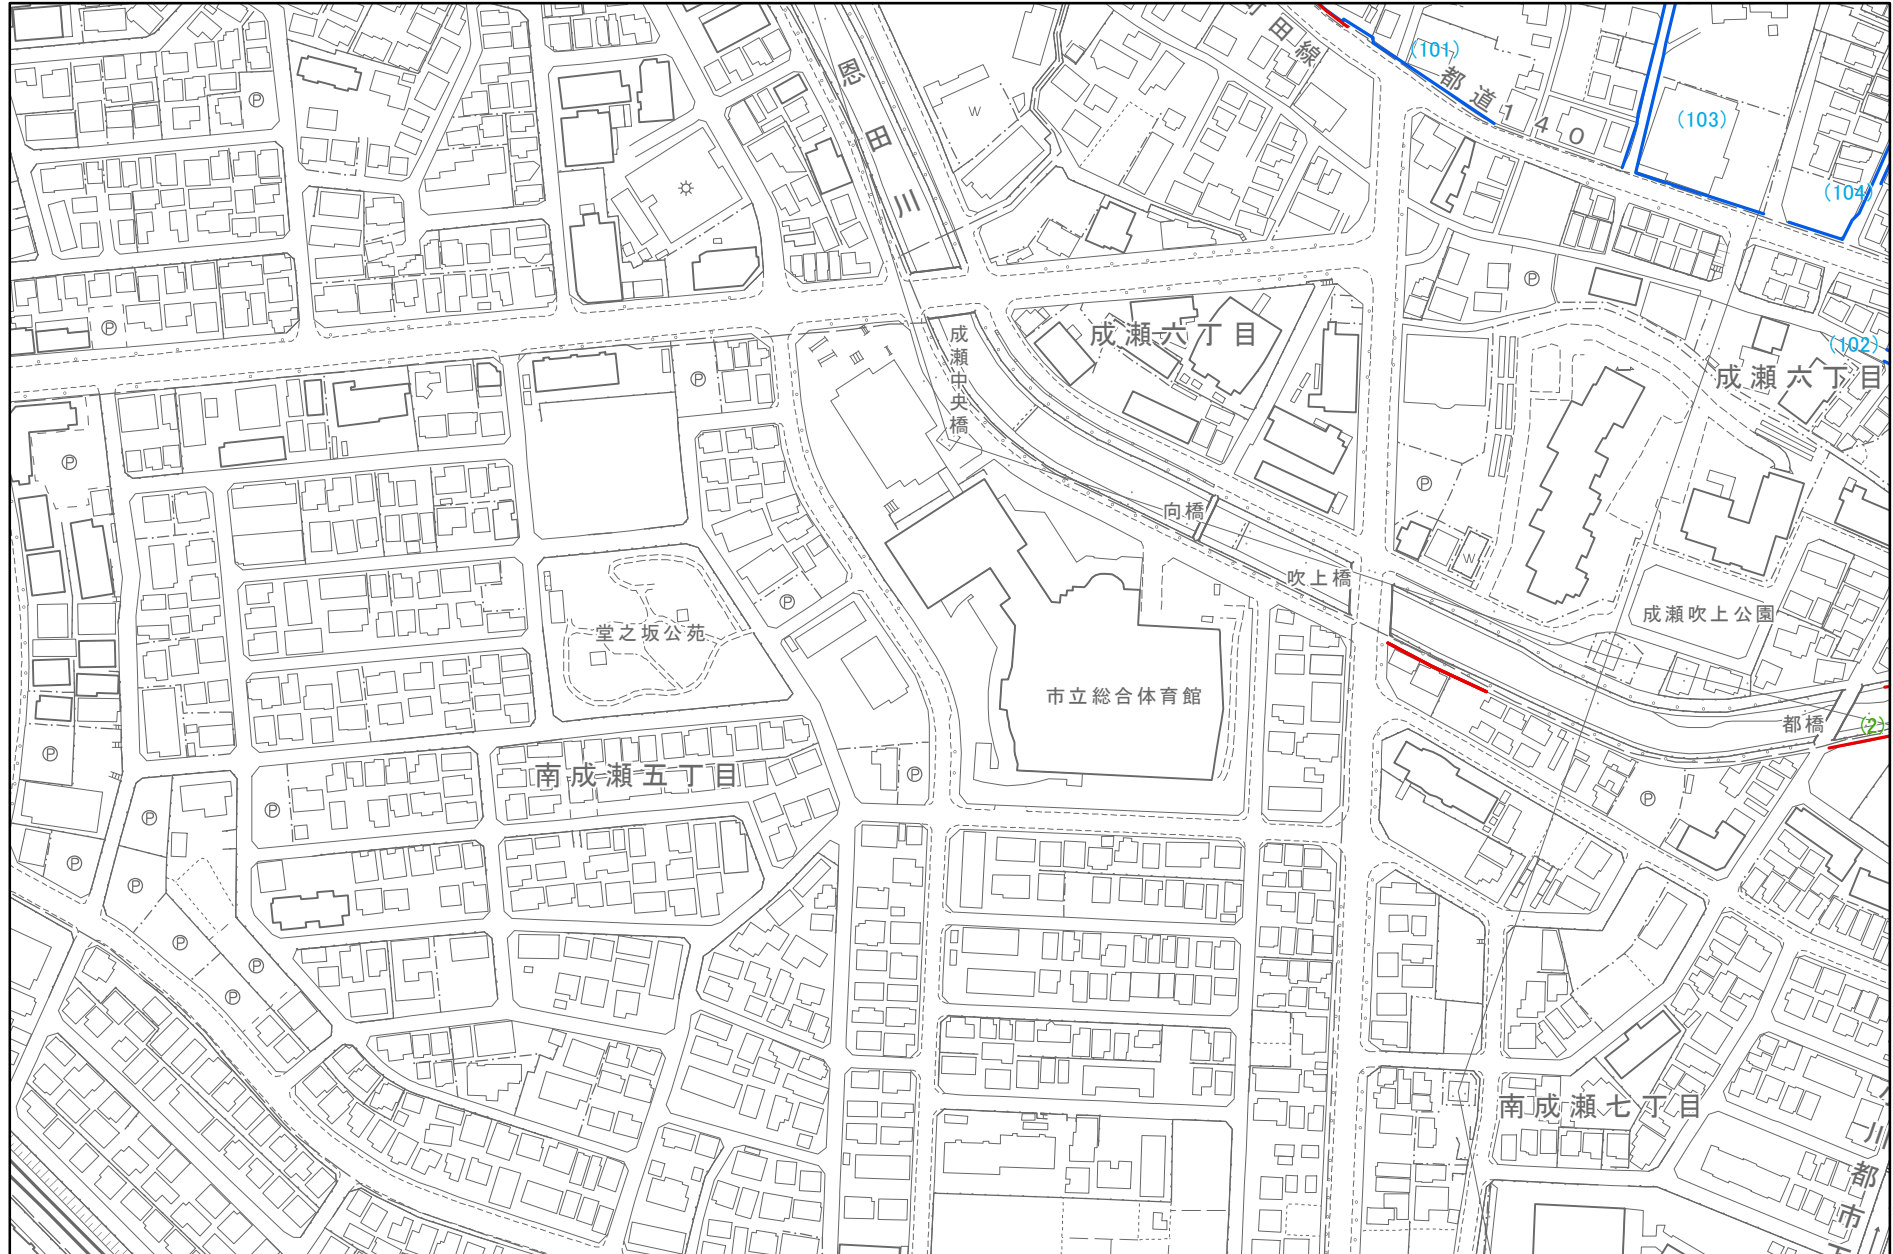 町田線
(101)
都道140
(103)
(104)
恩田川
W
成瀬中央橋
成瀬六丁目
(102)
成瀬六丁目
P
P
P
P
P
P
向橋
W
吹上橋
成瀬吹上公園
堂之坂公苑
P
市立総合体育館
都橋
(2)
P
南成瀬五丁目
P
P
P
P
P
P
P
P
P
南成瀬七丁目
川
都市